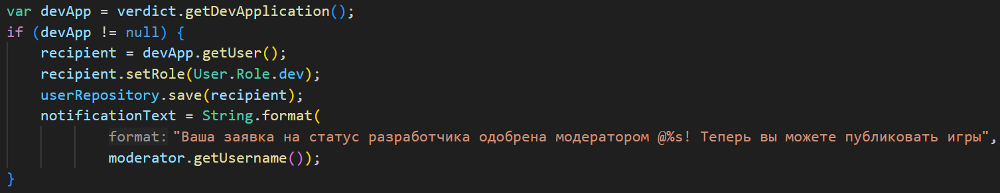 var devApp = verdict.getDevApplication();
if (devApp != null) {
recipient = devApp.getUser();
recipient.setRole(User.Role.dev);
userRepository.save(recipient);
notificationText = String.format(
format: "Ваша заявка на статус разработчика одобрена модератором @%s! Теперь вы можете публиковать игры",
moderator.getUsername());
}